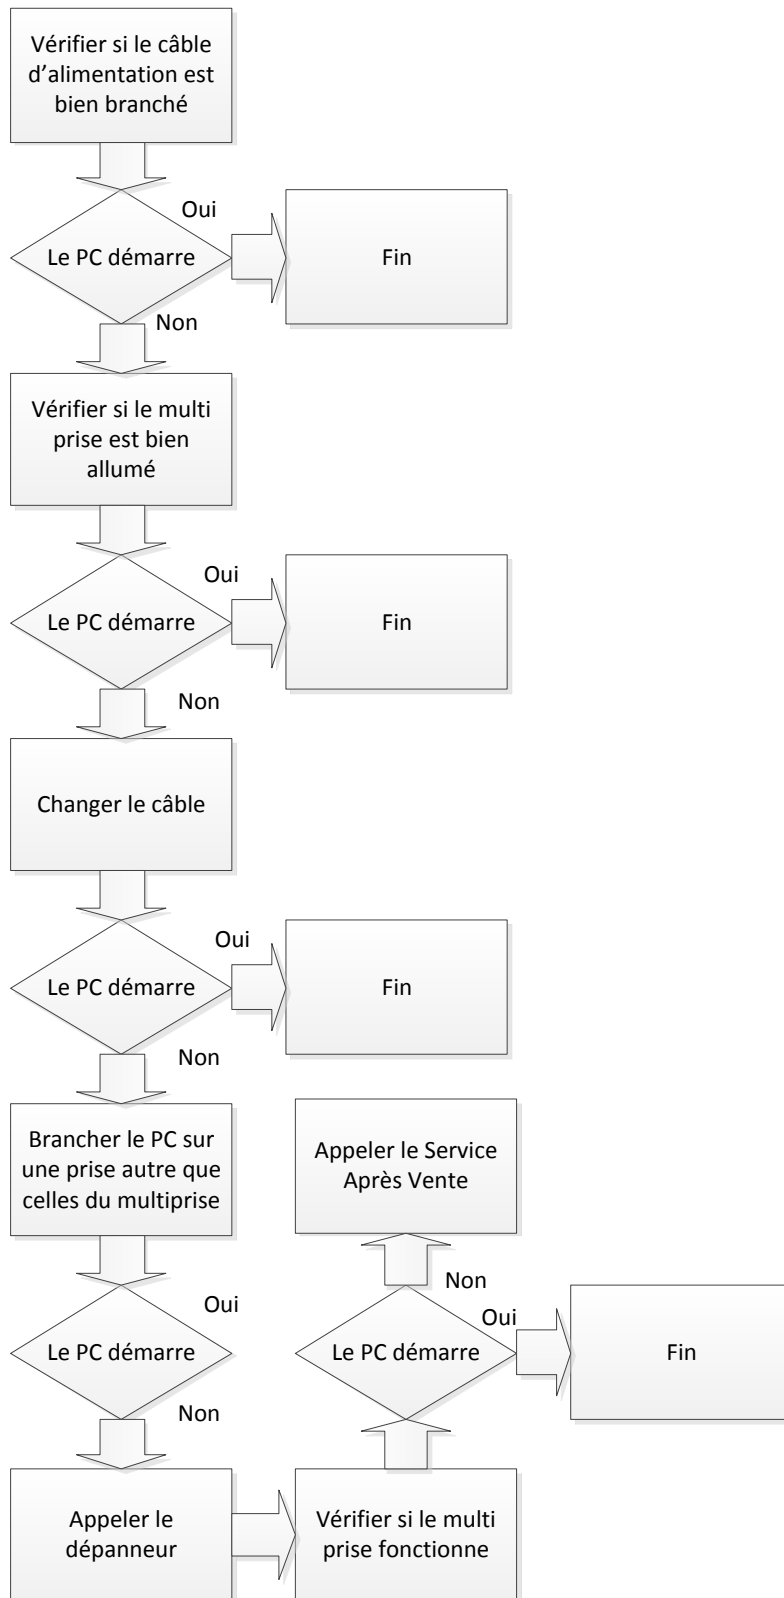 Vérifier si le câble
d’alimentation est
bien branché
Oui
Le PC démarre
Fin
Non
Vérifier si le multi
prise est bien
allumé
Oui
Le PC démarre
Fin
Non
Changer le câble
Oui
Le PC démarre
Fin
Non
Brancher le PC sur
une prise autre que
celles du multiprise
Appeler le Service
Après Vente
Oui
Non
Oui
Le PC démarre
Le PC démarre
Fin
Non
Appeler le
dépanneur
Vérifier si le multi
prise fonctionne